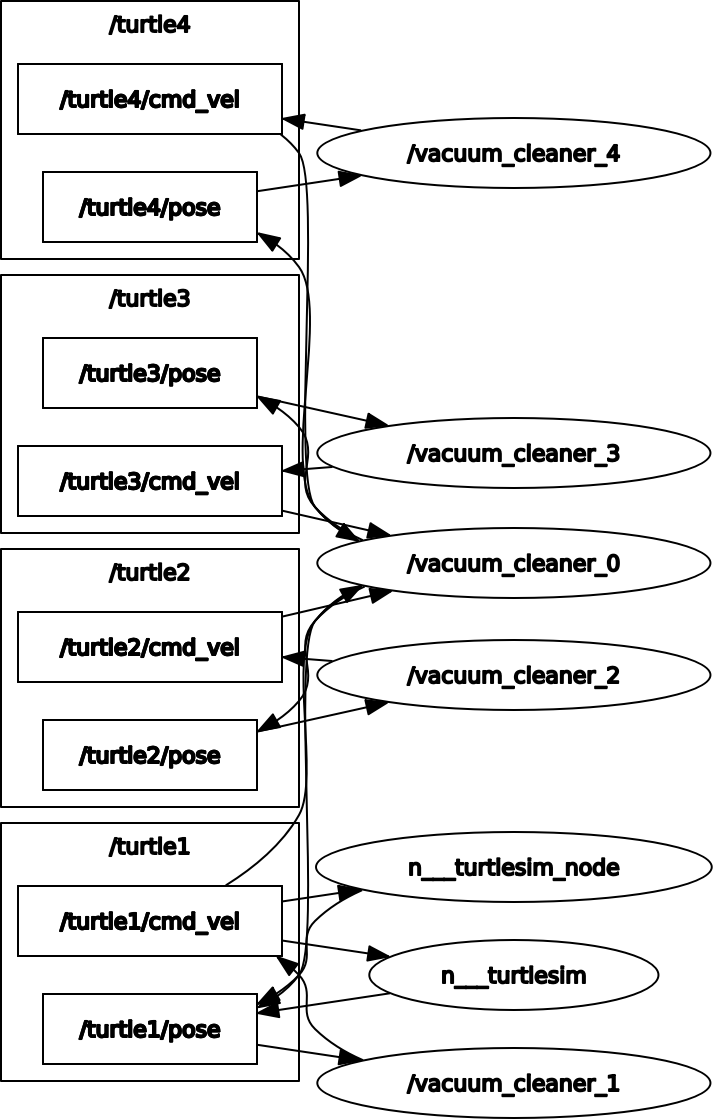 /turtle4
/turtle4/cmd_vel
/vacuum_cleaner_4
/turtle4/pose
/turtle3
/turtle3/pose
/vacuum_cleaner_3
/turtle3/cmd_vel
/vacuum_cleaner_0
/turtle2
/turtle2/cmd_vel
/vacuum_cleaner_2
/turtle2/pose
/turtle1
n___turtlesim_node
/turtle1/cmd_vel
n___turtlesim
/turtle1/pose
/vacuum_cleaner_1